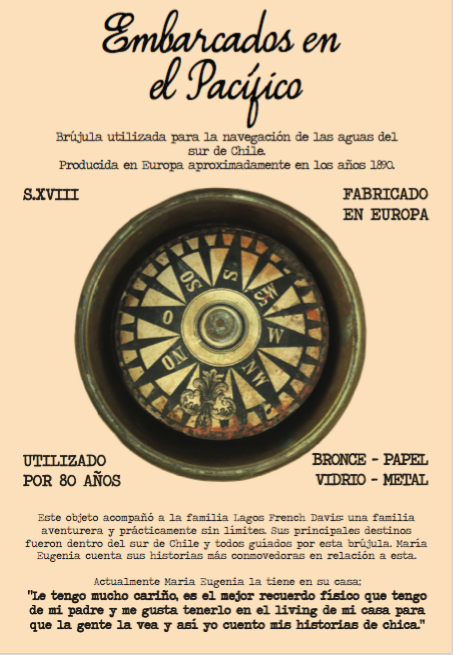 Embarcados en
el Pacífico
Brújula utilizada para la navegación de las aguas del
sur de Chile.
Producida en Europa aproximadamente en los años 1890.
S.XVIII
FABRICADO
EN EUROPA
S
SW
W
NW
ON
O
OS
UTILIZADO
POR 80 AÑOS
BRONCE - PAPEL
VIDRIO - METAL
Este objeto acompañó a la familia Lagos French Davis: una familia
aventurera y prácticamente sin límites. Sus principales destinos
fueron dentro del sur de Chile y todos guiados por esta brújula. María
Eugenia cuenta sus historias más conmovedoras en relación a esta.
Actualmente Maria Eugenia la tiene en su casa;
"Le tengo mucho cariño, es el mejor recuerdo físico que tengo
de mi padre y me gusta tenerlo en el living de mi casa para
que la gente la vea y así yo cuento mis historias de chica."